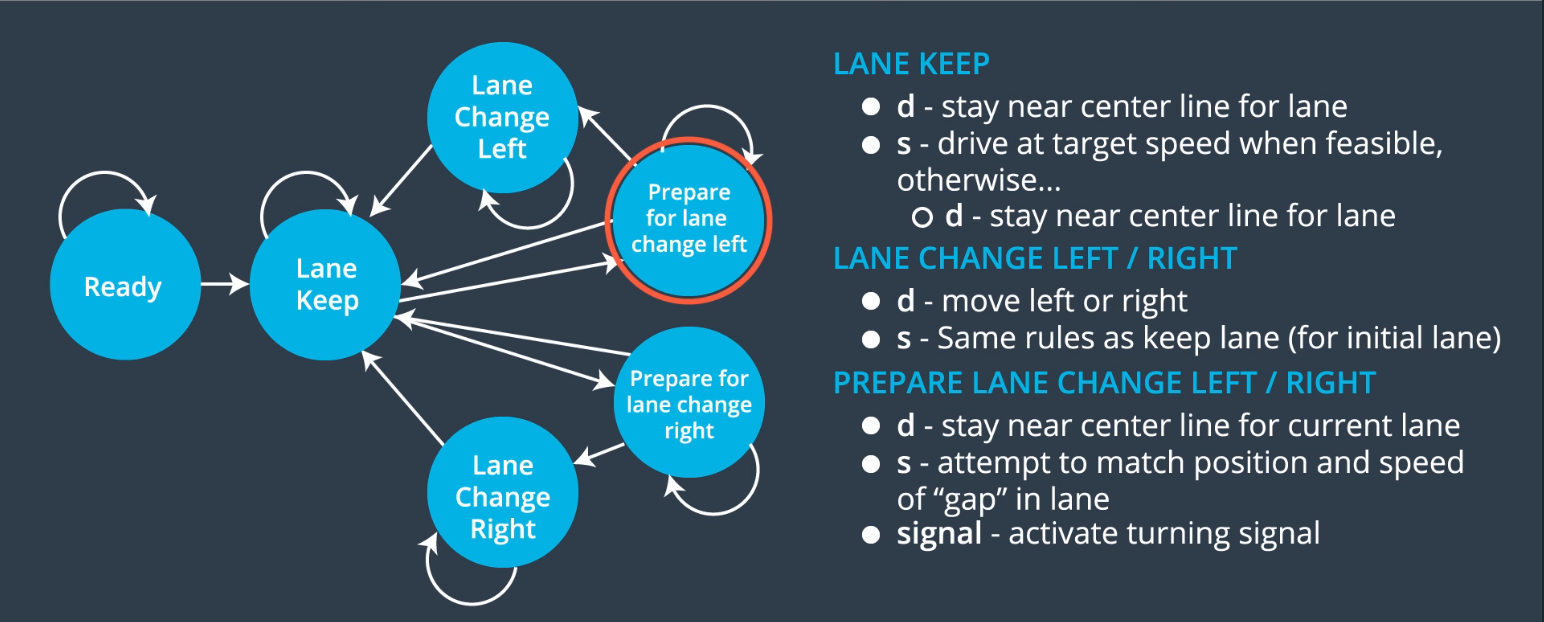 Ready
Lane
Keep
Lane
Change
Left
Prepare
for lane
change left
Prepare for
lane change
right
Lane
Change
Right
LANE KEEP
d - stay near center line for lane
s - drive at target speed when feasible,
otherwise...
d - stay near center line for lane
LANE CHANGE LEFT / RIGHT
d - move left or right
s - Same rules as keep lane (for initial lane)
PREPARE LANE CHANGE LEFT / RIGHT
d - stay near center line for current lane
s - attempt to match position and speed
of “gap” in lane
signal - activate turning signal